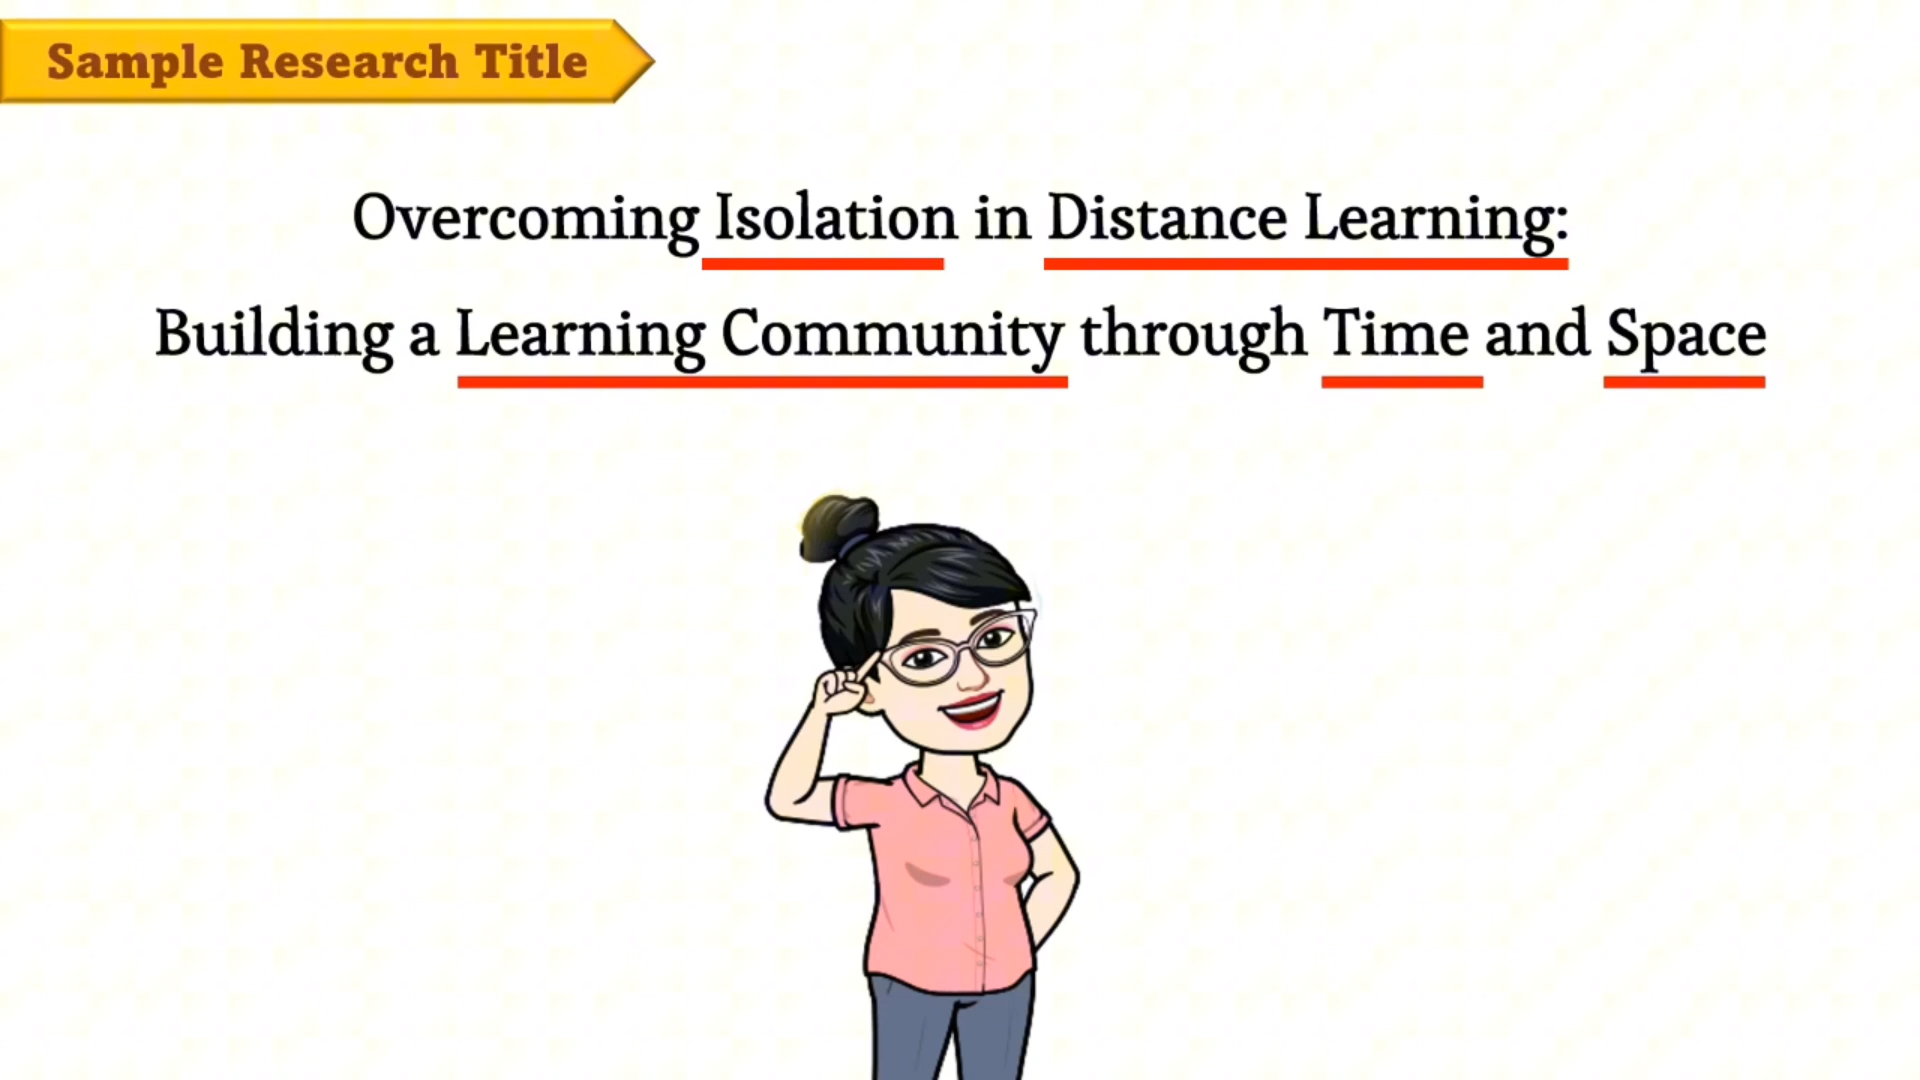 Sample Research Title
Overcoming Isolation in Distance Learning:
Building a Learning Community through Time and Space